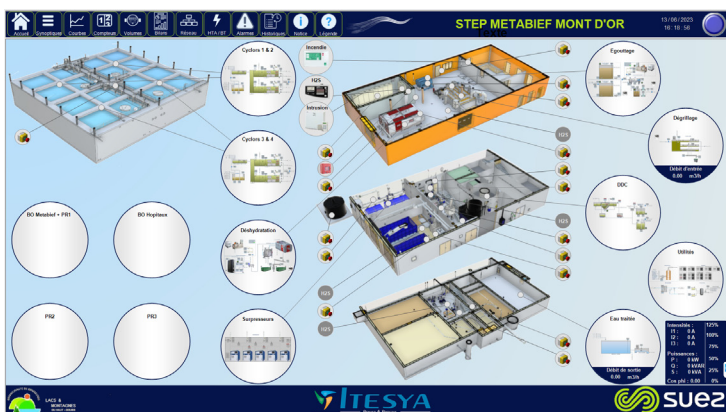 Accueil Synoptiques Courbes Compteurs Volumes Bilans Réseau HTA / BT Alarmes Historiques Notice Légende
STEP METABIEF MONT D'OR
13 / 06 / 2023
16 : 18 : 56
Cyclors 1 & 2
Incendie
H2S
Intrusion
Egouttage
Dégrillage
Débit d'entrée
0.00 m3/h
Cyclors 3 & 4
H2S
DDC
BO Metabief + PR1
BO Hopitaux
Déshydratation
H2S
Utilités
H2S
H2S
PR2
PR3
Surpresseurs
Eau traitée
Débit de sortie
0.00 m3/h
Intensités :
I1 : 0 A
I2 : 0 A
I3 : 0 A
Puissances :
P : 0 kW
Q : 0 kVAR
S : 0 kVA
Cos phi : 0.00
125%
100%
75%
50%
25%
0%
LACS &
MONTAGNES
ITESYA
suez